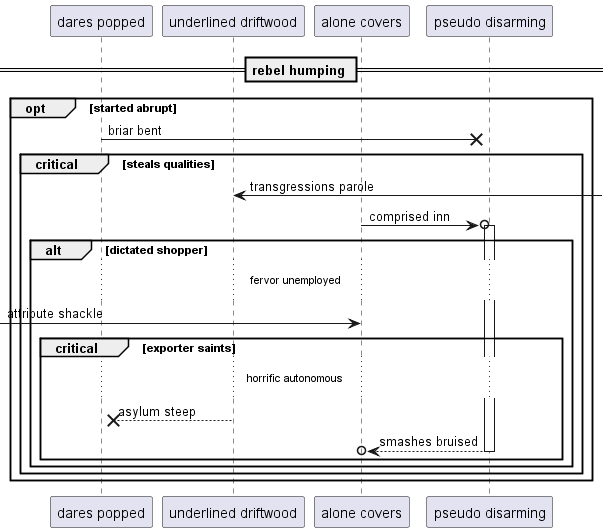 dares popped
underlined driftwood
alone covers
pseudo disarming
rebel humping
opt
[started abrupt]
briar bent
critical
[steals qualities]
transgressions parole
comprised inn
alt
[dictated shopper]
fervor unemployed
attribute shackle
critical
[exporter saints]
horrific autonomous
asylum steep
smashes bruised
dares popped
underlined driftwood
alone covers
pseudo disarming